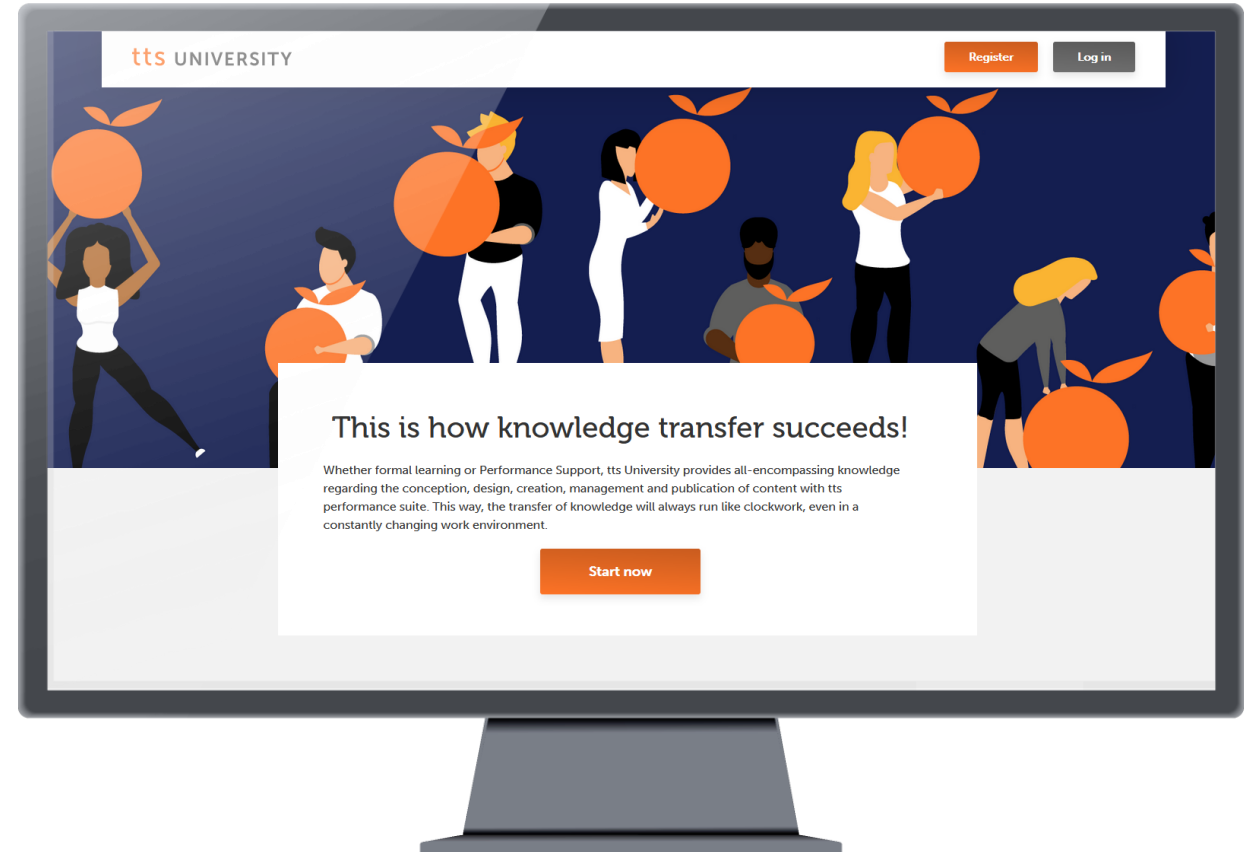 tts UNIVERSITY
Register
Log in
This is how knowledge transfer succeeds!
Whether formal learning or Performance Support, tts University provides all-encompassing knowledge
regarding the conception, design, creation, management and publication of content with tts
performance suite. This way, the transfer of knowledge will always run like clockwork, even in a
constantly changing work environment.
Start now